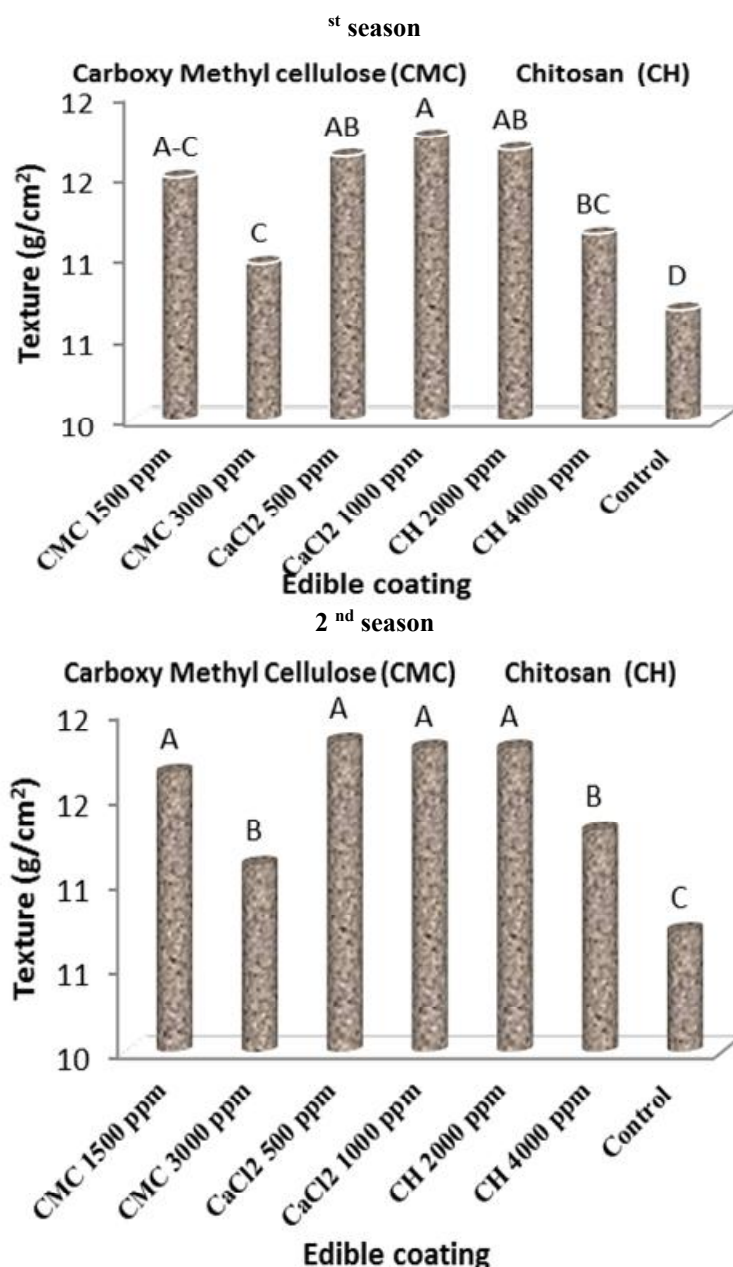 st season
Carboxy Methyl cellulose (CMC) Chitosan (CH)
Texture (g/cm2)
12
12
11
11
10
A-C
C
AB
A
AB
BC
D
CMC 1500 ppm
CMC 3000 ppm
CaCl2 500 ppm
CaCl2 1000 ppm
CH 2000 ppm
CH 4000 ppm
Control
Edible coating
2 nd season
Carboxy Methyl Cellulose (CMC) Chitosan (CH)
Texture (g/cm2)
12
12
11
11
10
A
B
A
A
A
B
C
CMC 1500 ppm
CMC 3000 ppm
CaCl2 500 ppm
CaCl2 1000 ppm
CH 2000 ppm
CH 4000 ppm
Control
Edible coating